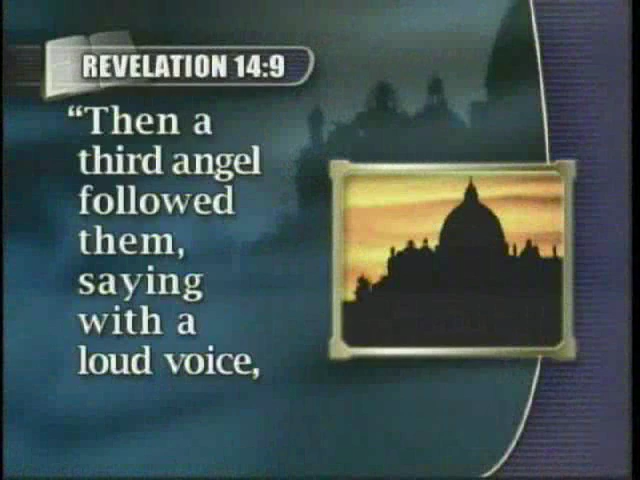 REVELATION 14:9
“Then a
third angel
followed
them,
saying
with a
loud voice,